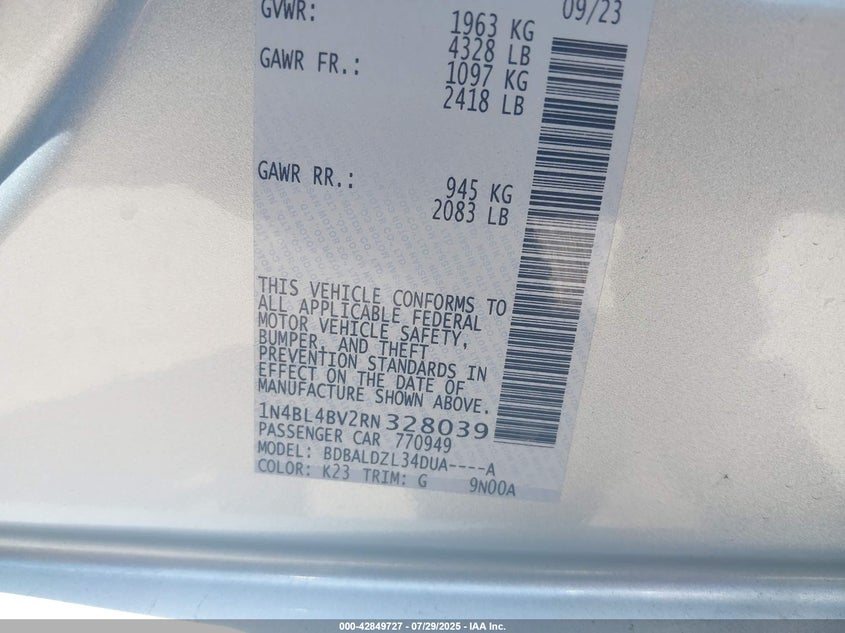 09/23
GVWR: 1963 KG
4328 LB
GAWR FR.: 1097 KG
2418 LB
GAWR RR.: 945 KG
2083 LB
THIS VEHICLE CONFORMS TO
ALL APPLICABLE FEDERAL
MOTOR VEHICLE SAFETY,
BUMPER, AND THEFT
PREVENTION STANDARDS IN
EFFECT ON THE DATE OF
MANUFACTURE SHOWN ABOVE.
1N4BL4BV2RN328039
PASSENGER CAR 770949
MODEL: BDBALDZL34DUA----A
COLOR: K23 TRIM: G 9N00A
000-42849727 - 07/29/2025 - IAA Inc.